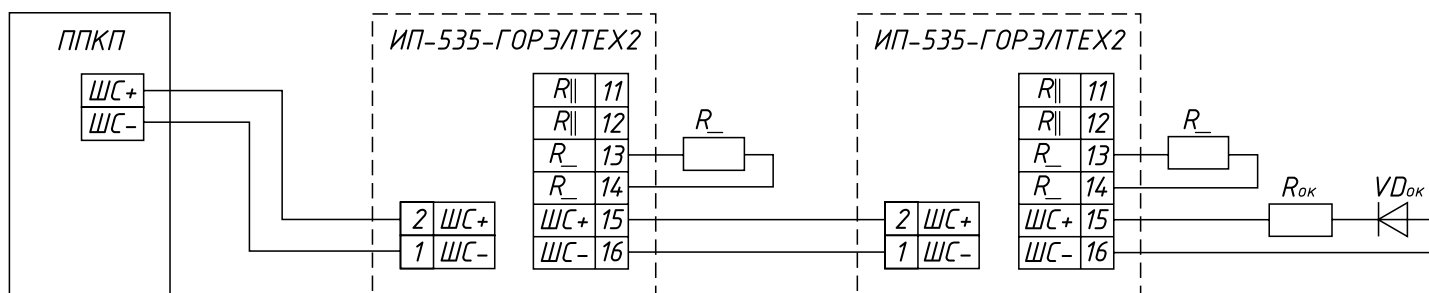 ППКП
ШС+
ШС-
ИП-535-ГОРЭЛТЕХ2
R|| 11
R|| 12
R_ 13
R_ 14
ШС+ 15
ШС- 16
2 ШС+
1 ШС-
R_
ИП-535-ГОРЭЛТЕХ2
R|| 11
R|| 12
R_ 13
R_ 14
ШС+ 15
ШС- 16
2 ШС+
1 ШС-
R_
Rок
VDок